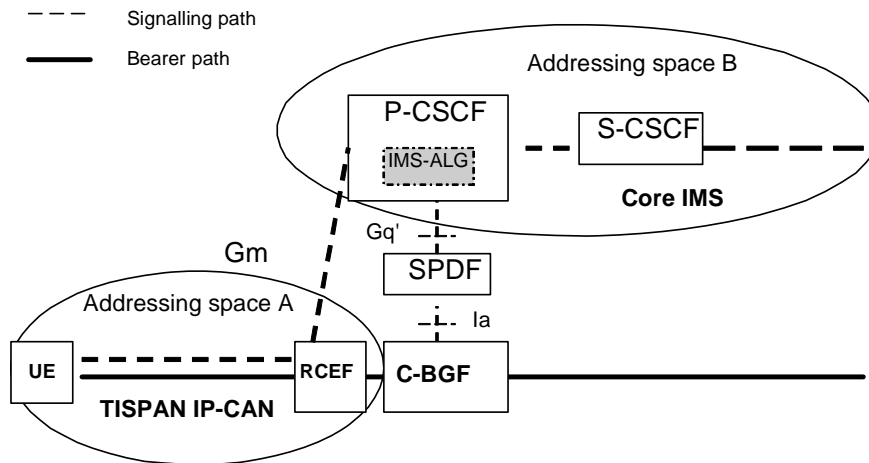 Signalling path
Bearer path
Addressing space B
P-CSCF
S-CSCF
IMS-ALG
Core IMS
Gq'
Gm
SPDF
Addressing space A
Ia
UE
RCEF
C-BGF
TISPAN IP-CAN